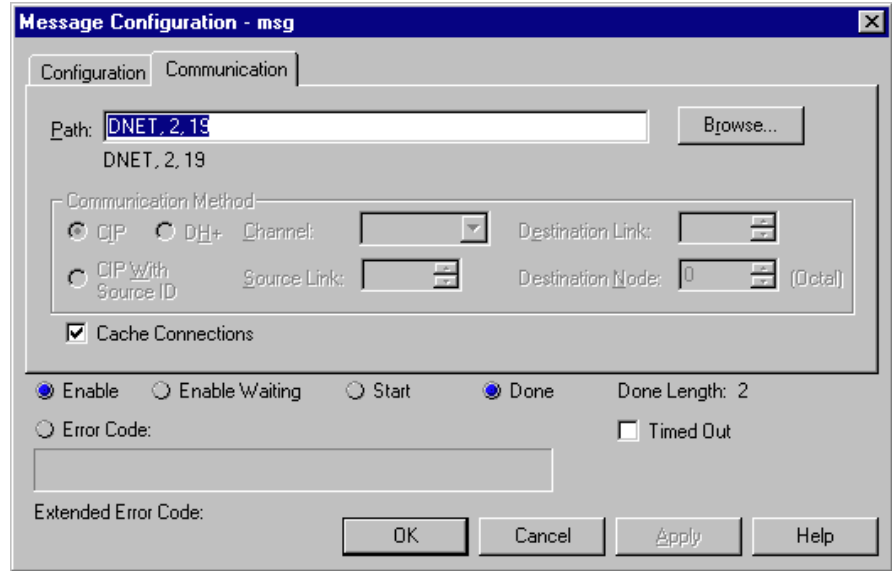 Message Configuration - msg
Configuration Communication
Path: DNET, 2, 19 Browse...
DNET, 2, 19
Communication Method
CIP DH+ Channel: Destination Link:
CIP With Source ID Source Link: Destination Node: 0 (Octal)
Cache Connections
Enable Enable Waiting Start Done Done Length: 2
Error Code: Timed Out
Extended Error Code:
OK Cancel Apply Help